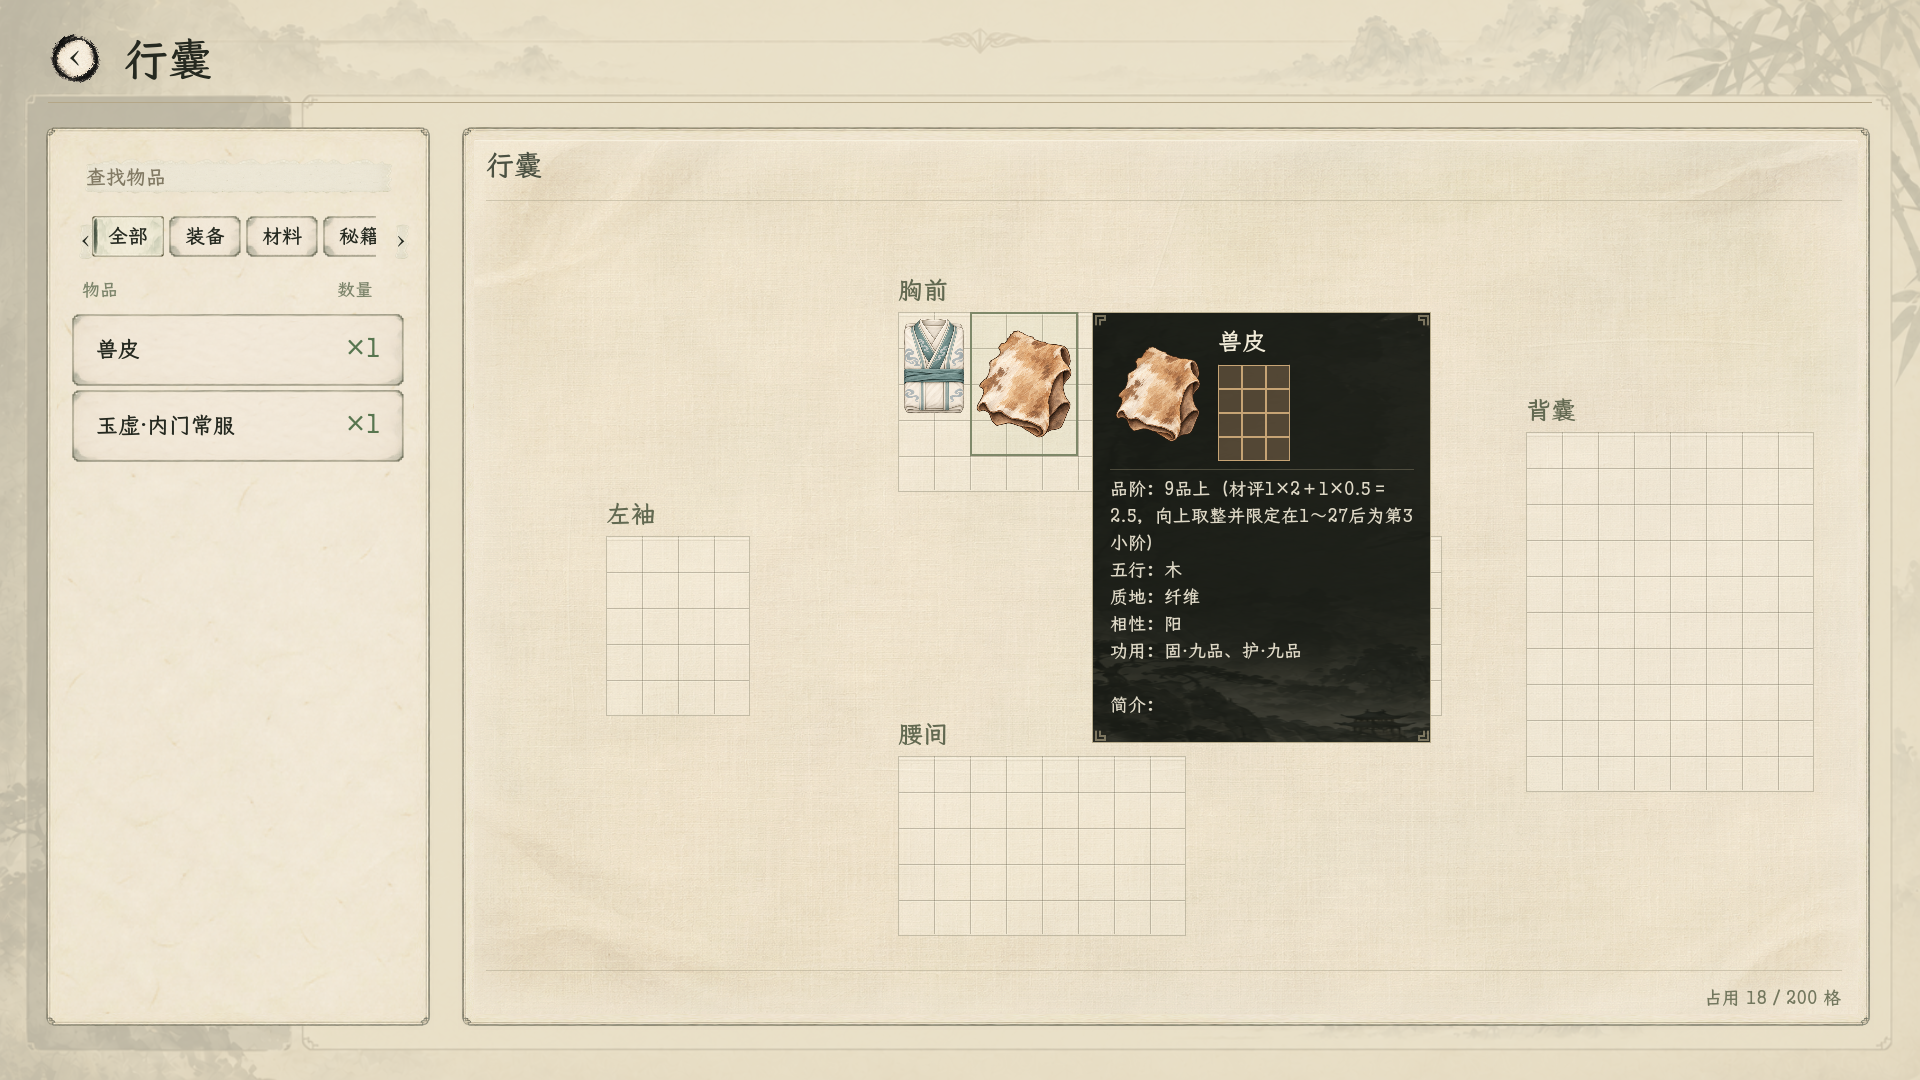 行囊
查找物品
全部 装备 材料 秘籍
物品 数量
兽皮 ×1
玉虚·内门常服 ×1
行囊
胸前
兽皮
品阶：9品上（材评1×2+1×0.5=
2.5，向上取整并限定在1～27后为第3
小阶）
五行：木
质地：纤维
相性：阳
功用：固·九品、护·九品
简介：
背囊
左袖
腰间
占用 18 / 200 格